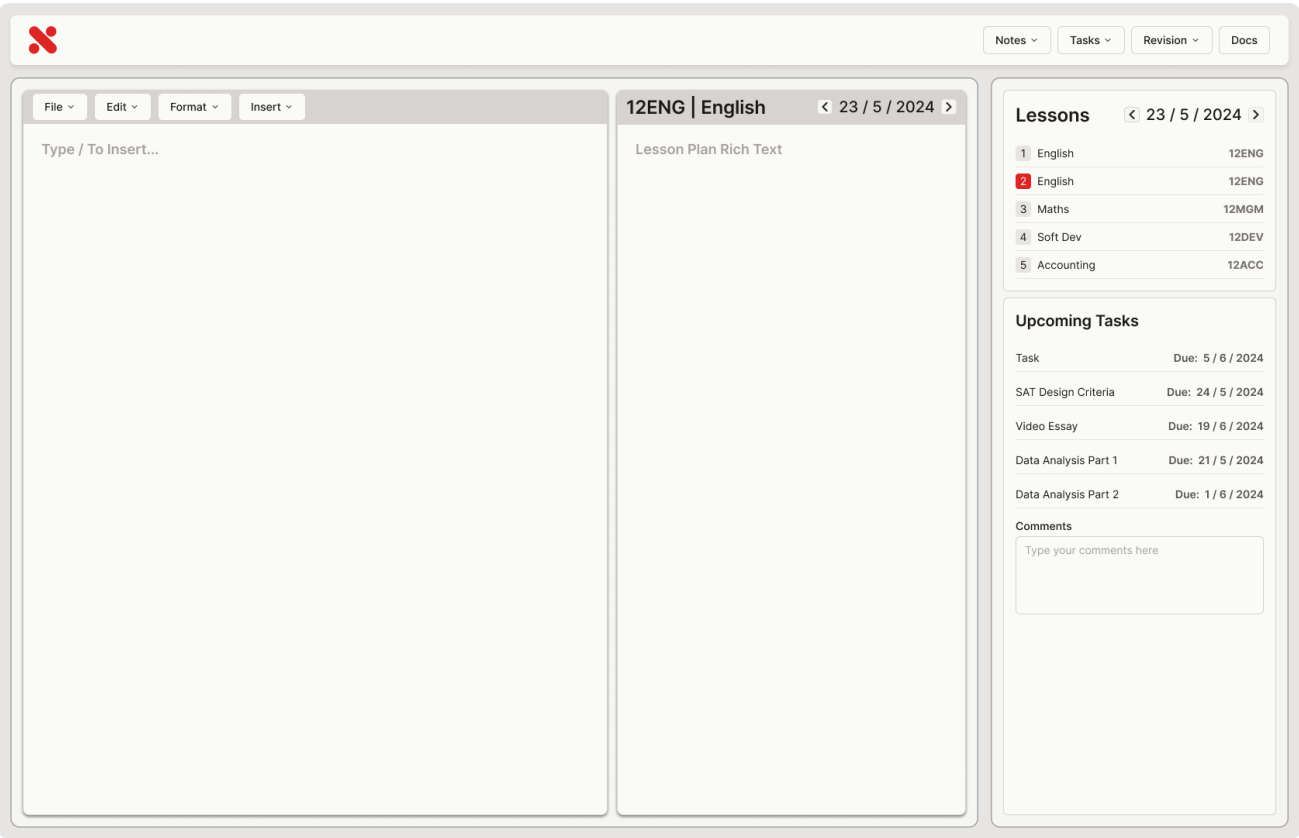 Notes Tasks Revision Docs
File Edit Format Insert
Type / To Insert...
12ENG | English 23 / 5 / 2024
Lesson Plan Rich Text
Lessons 23 / 5 / 2024
1 English 12ENG
2 English 12ENG
3 Maths 12MGM
4 Soft Dev 12DEV
5 Accounting 12ACC
Upcoming Tasks
Task Due: 5 / 6 / 2024
SAT Design Criteria Due: 24 / 5 / 2024
Video Essay Due: 19 / 6 / 2024
Data Analysis Part 1 Due: 21 / 5 / 2024
Data Analysis Part 2 Due: 1 / 6 / 2024
Comments
Type your comments here